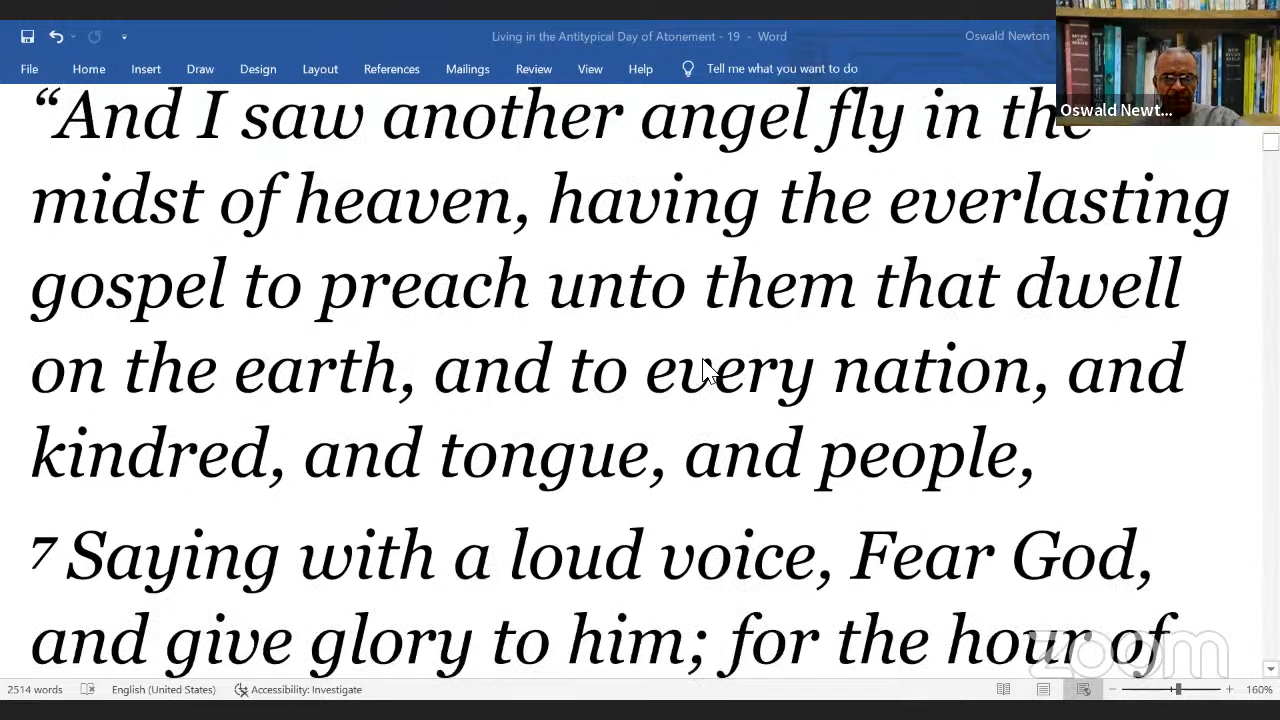 Living in the Antitypical Day of Atonement - 19 - Word
Oswald Newton
File Home Insert Draw Design Layout References Mailings Review View Help Tell me what you want to do
Oswald Newt...
“And I saw another angel fly in the
midst of heaven, having the everlasting
gospel to preach unto them that dwell
on the earth, and to every nation, and
kindred, and tongue, and people,
7 Saying with a loud voice, Fear God,
and give glory to him; for the hour of
zoom
2514 words English (United States) Accessibility: Investigate 160%